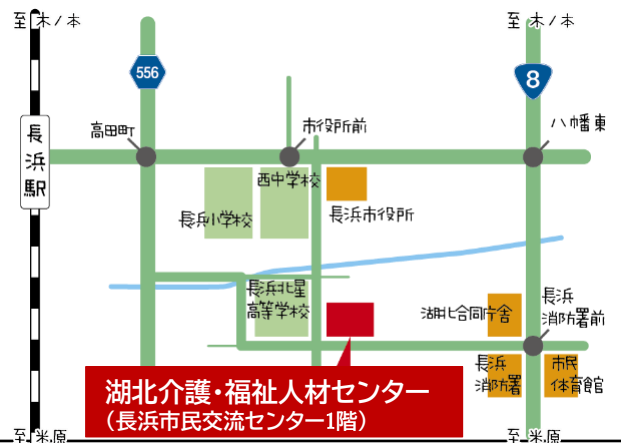 至木ノ本
至木ノ本
556
8
高田町
市役所前
八幡東
長浜駅
西中学校
長浜小学校
長浜市役所
長浜北星
高等学校
湖北合同庁舎
長浜
消防署前
長浜
消防署
市民
体育館
湖北介護・福祉人材センター
（長浜市民交流センター1階）
至米原
至米原